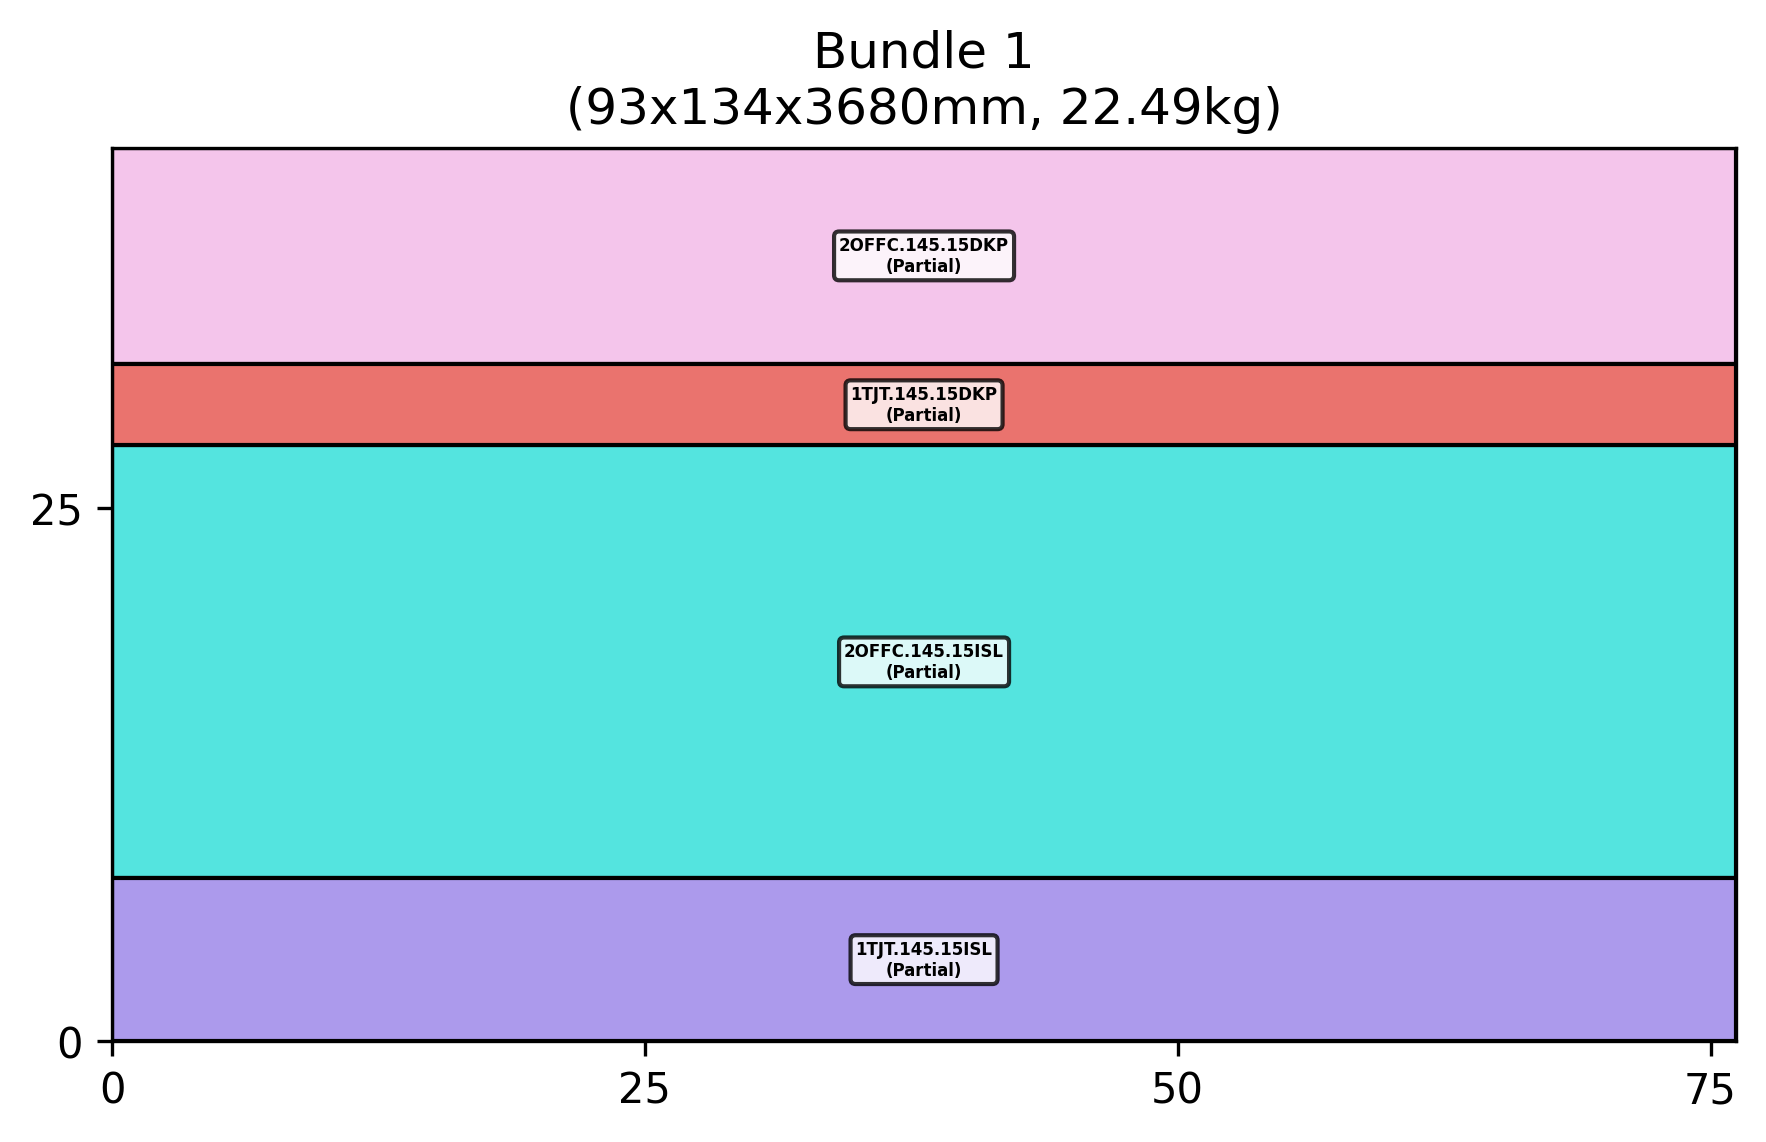 Bundle 1
(93x134x3680mm, 22.49kg)
2OFFC.145.15DKP
(Partial)
1TJT.145.15DKP
(Partial)
25
2OFFC.145.15ISL
(Partial)
1TJT.145.15ISL
(Partial)
0
0 25 50 75